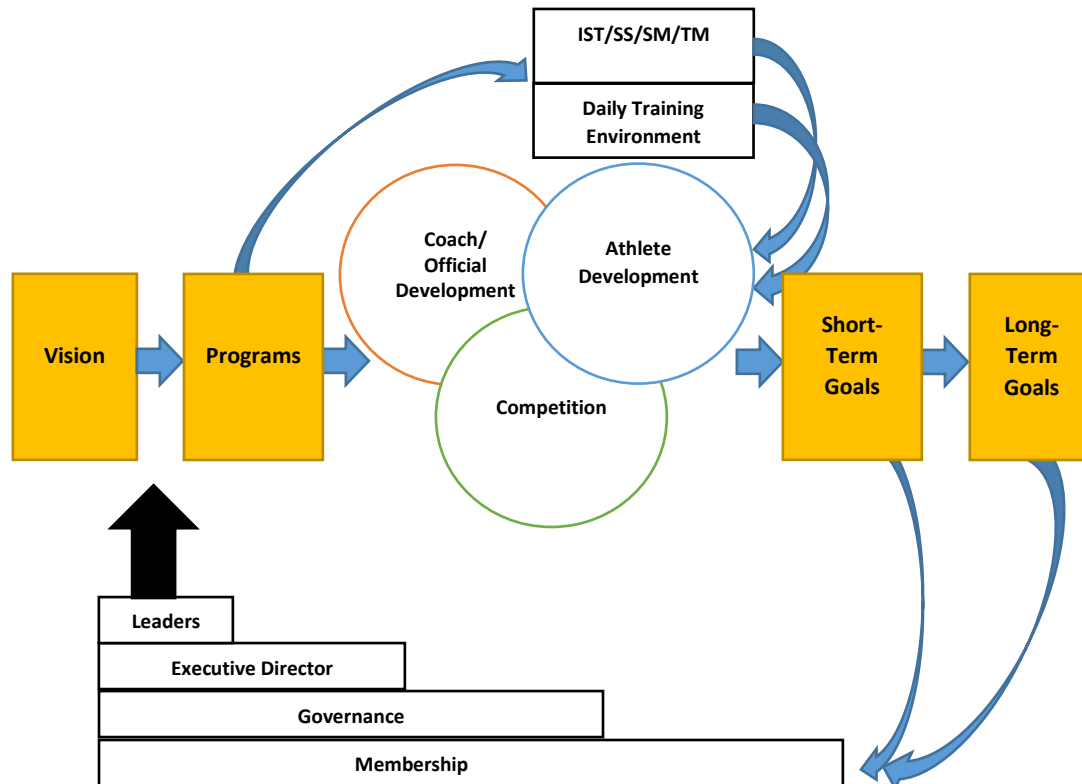 IST/SS/SM/TM
Daily Training
Environment
Coach/
Official
Development
Athlete
Development
Competition
Vision
Programs
Short-
Term
Goals
Long-
Term
Goals
Leaders
Executive Director
Governance
Membership